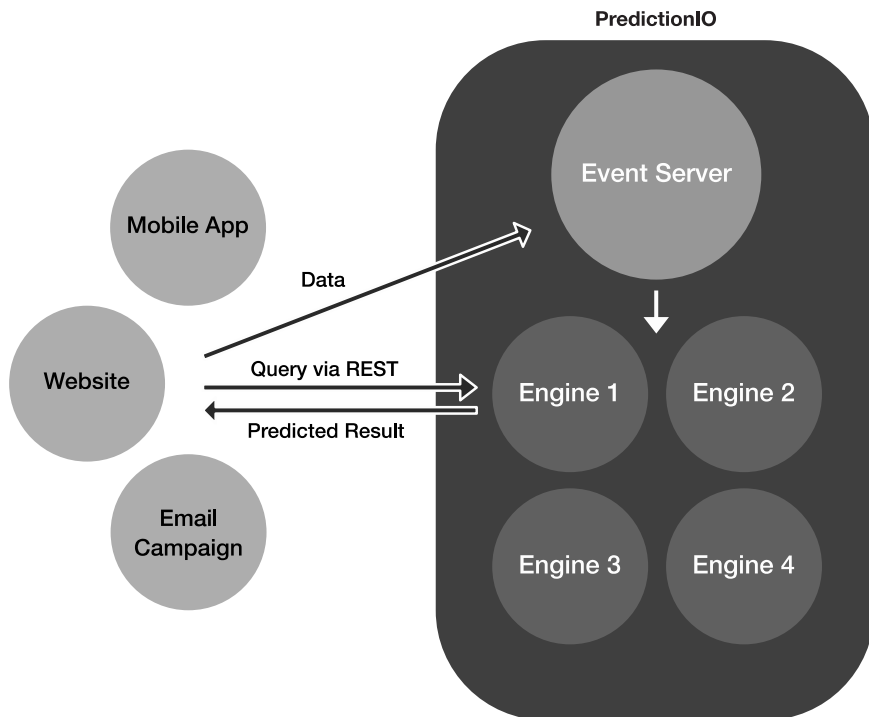 PredictionIO
Event Server
Mobile App
Data
Website
Query via REST
Predicted Result
Engine 1
Engine 2
Email
Campaign
Engine 3
Engine 4